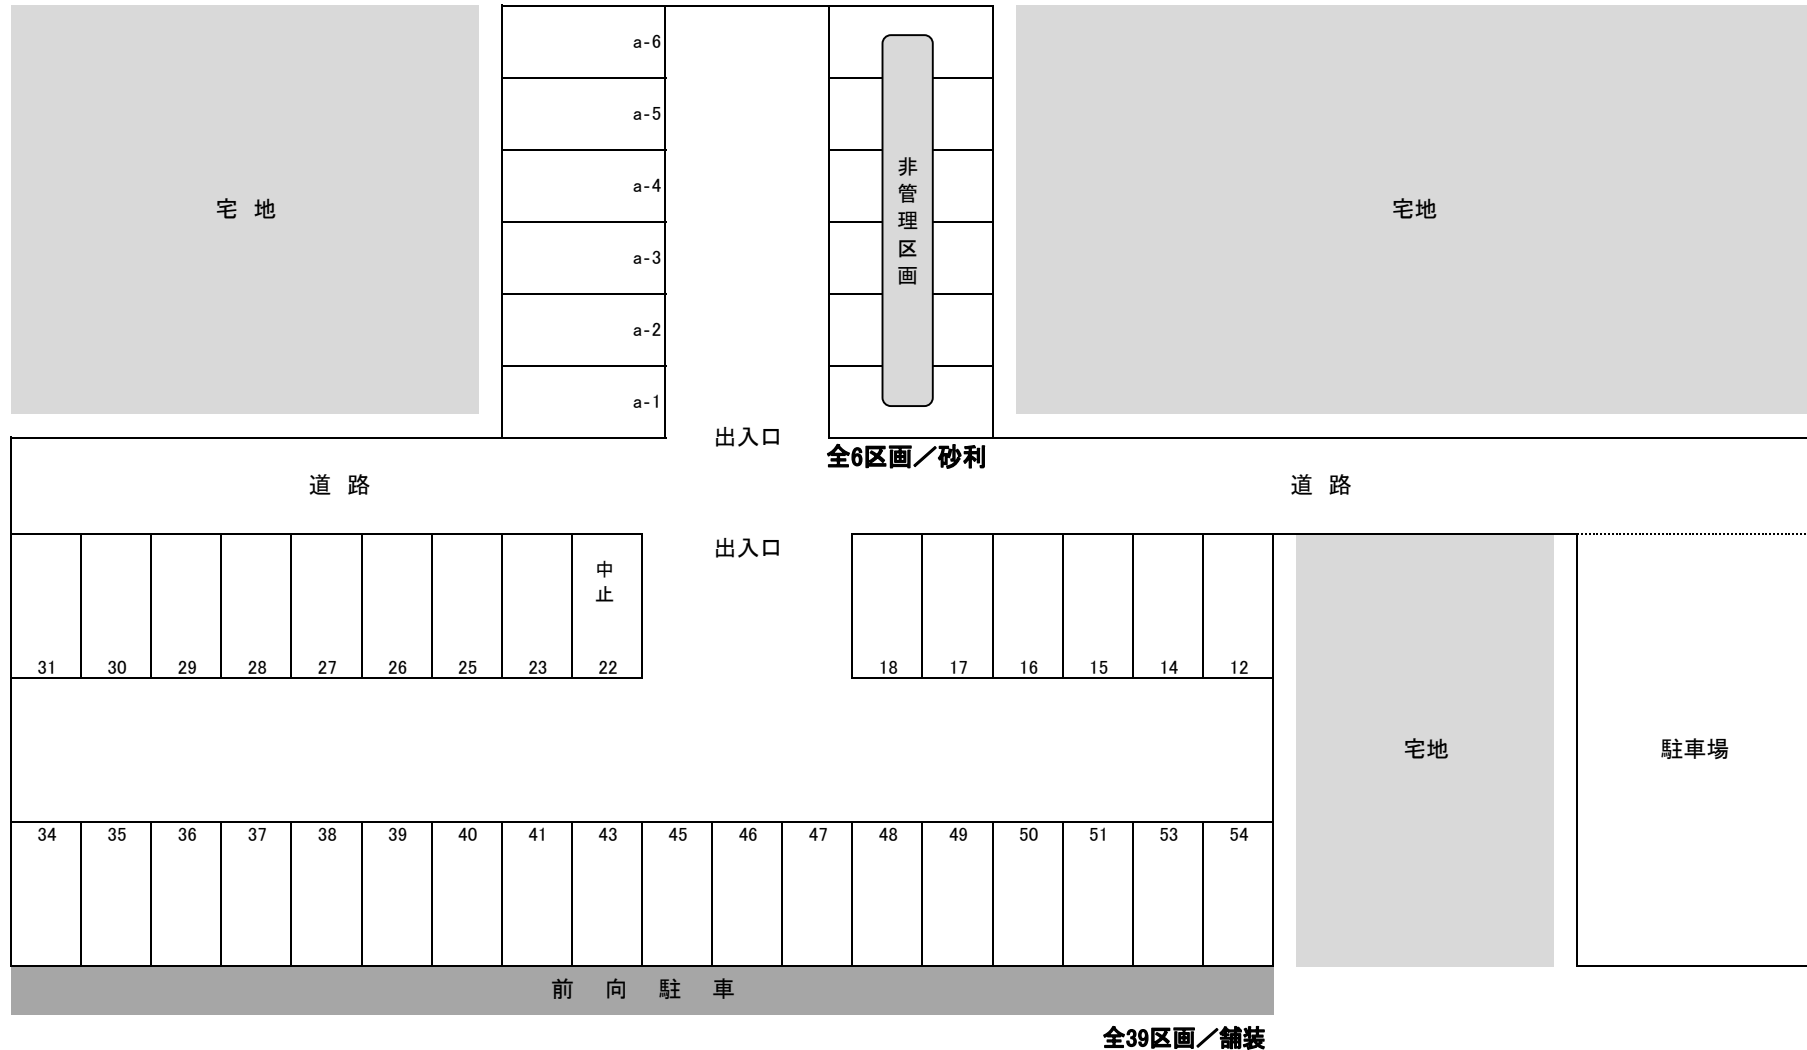 a-6
a-5
a-4
a-3
a-2
a-1
宅 地
非管理区画
宅地
出入口
全6区画／砂利
道 路
道 路
出入口
中止
31 30 29 28 27 26 25 23 22 18 17 16 15 14 12
宅地
駐車場
34 35 36 37 38 39 40 41 43 45 46 47 48 49 50 51 53 54
前 向 駐 車
全39区画／舗装